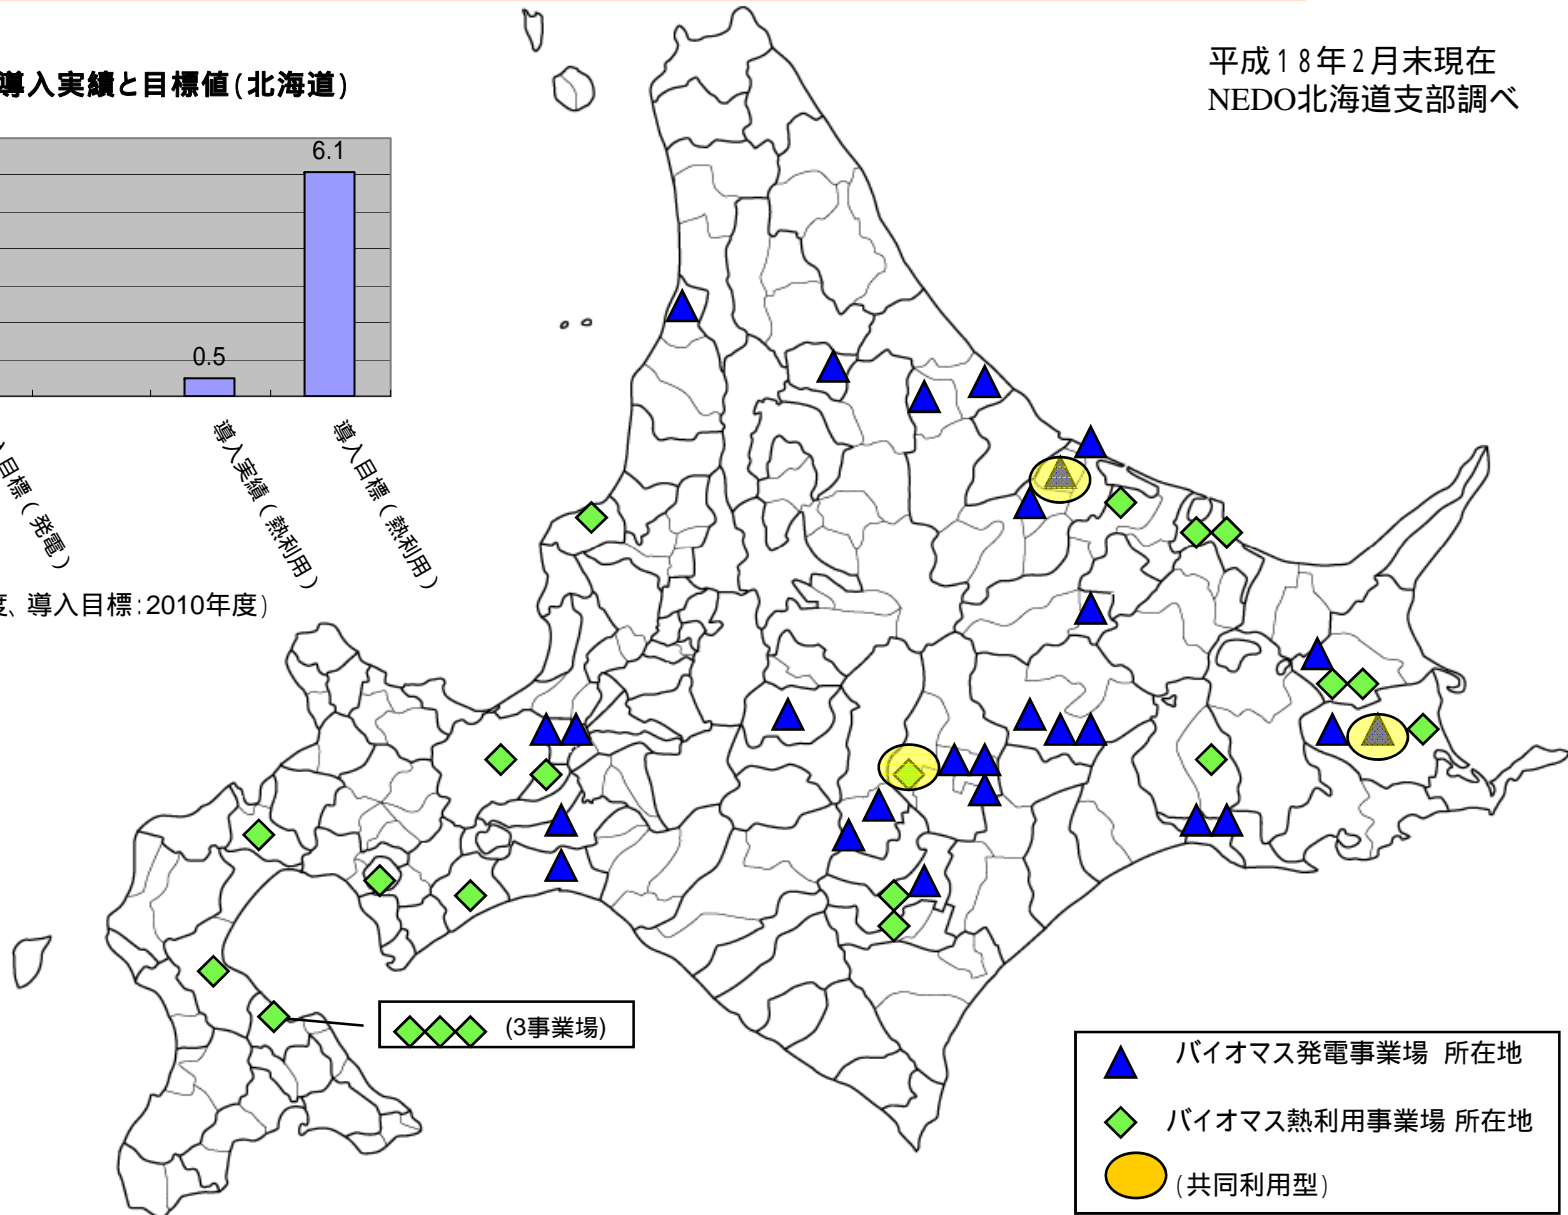 導入実績と目標値(北海道)
平成18年2月末現在
NEDO北海道支部調べ
6.1
0.5
入目標(発電)
導入実績(熱利用)
導入目標(熱利用)
度、導入目標:2010年度)
(3事業場)
バイオマス発電事業場 所在地
バイオマス熱利用事業場 所在地
(共同利用型)